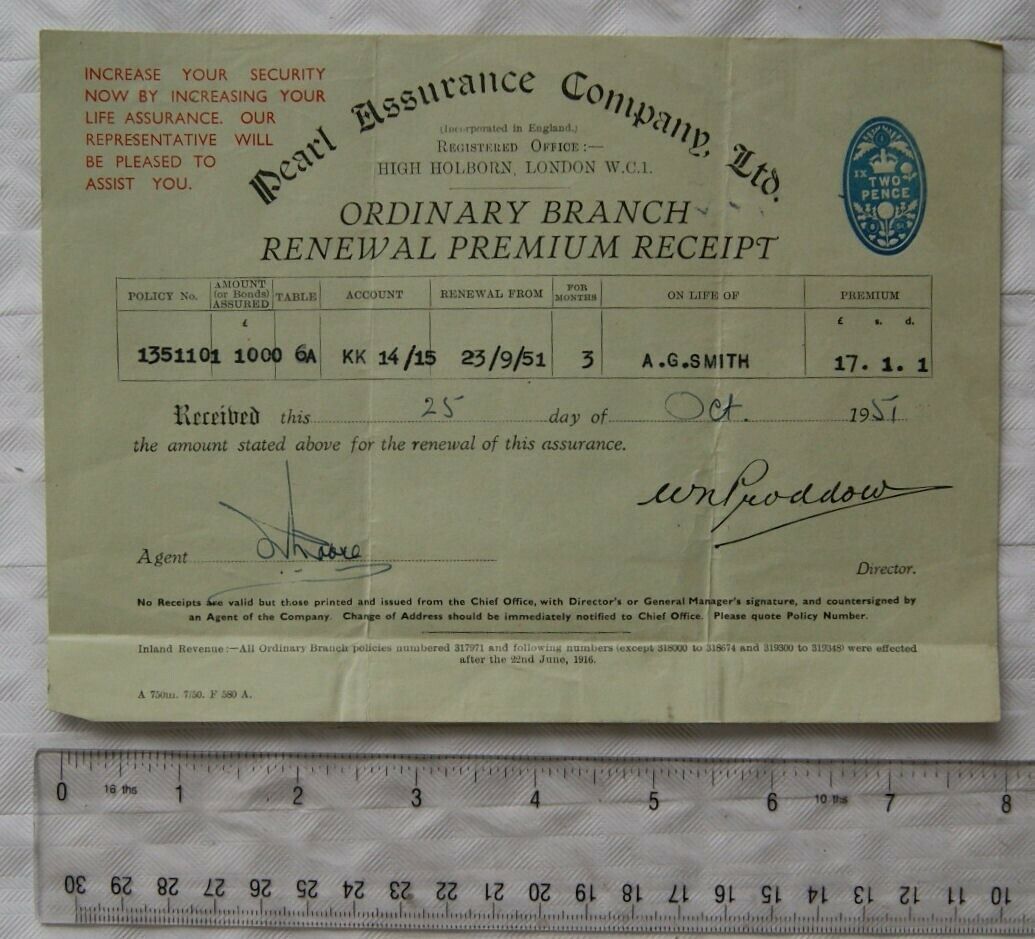 INCREASE YOUR SECURITY
NOW BY INCREASING YOUR
LIFE ASSURANCE. OUR
REPRESENTATIVE WILL
BE PLEASED TO
ASSIST YOU.
Pearl Assurance Company, Ltd.
(Incorporated in England.)
REGISTERED OFFICE :—
HIGH HOLBORN, LONDON W.C.1.
IX TWO
PENCE
ORDINARY BRANCH
RENEWAL PREMIUM RECEIPT
POLICY No. AMOUNT (or Bonds) ASSURED TABLE ACCOUNT RENEWAL FROM FOR MONTHS ON LIFE OF PREMIUM
£ £ s. d.
1351101 1000 6A KK 14/15 23/9/51 3 A.G.SMITH 17. 1. 1
Received this 25 day of Oct. 1951
the amount stated above for the renewal of this assurance.
Agent
Director.
No Receipts are valid but those printed and issued from the Chief Office, with Director's or General Manager's signature, and countersigned by
an Agent of the Company. Change of Address should be immediately notified to Chief Office. Please quote Policy Number.
Inland Revenue:—All Ordinary Branch policies numbered 317971 and following numbers (except 318000 to 318674 and 319300 to 319348) were effected
after the 22nd June, 1916.
A 750m. 7/50. F 580 A.
0 16 ths 1 2 3 4 5 6 10 ths 7 8
30 29 28 27 26 25 24 23 22 21 20 19 18 17 16 15 14 13 12 11 10